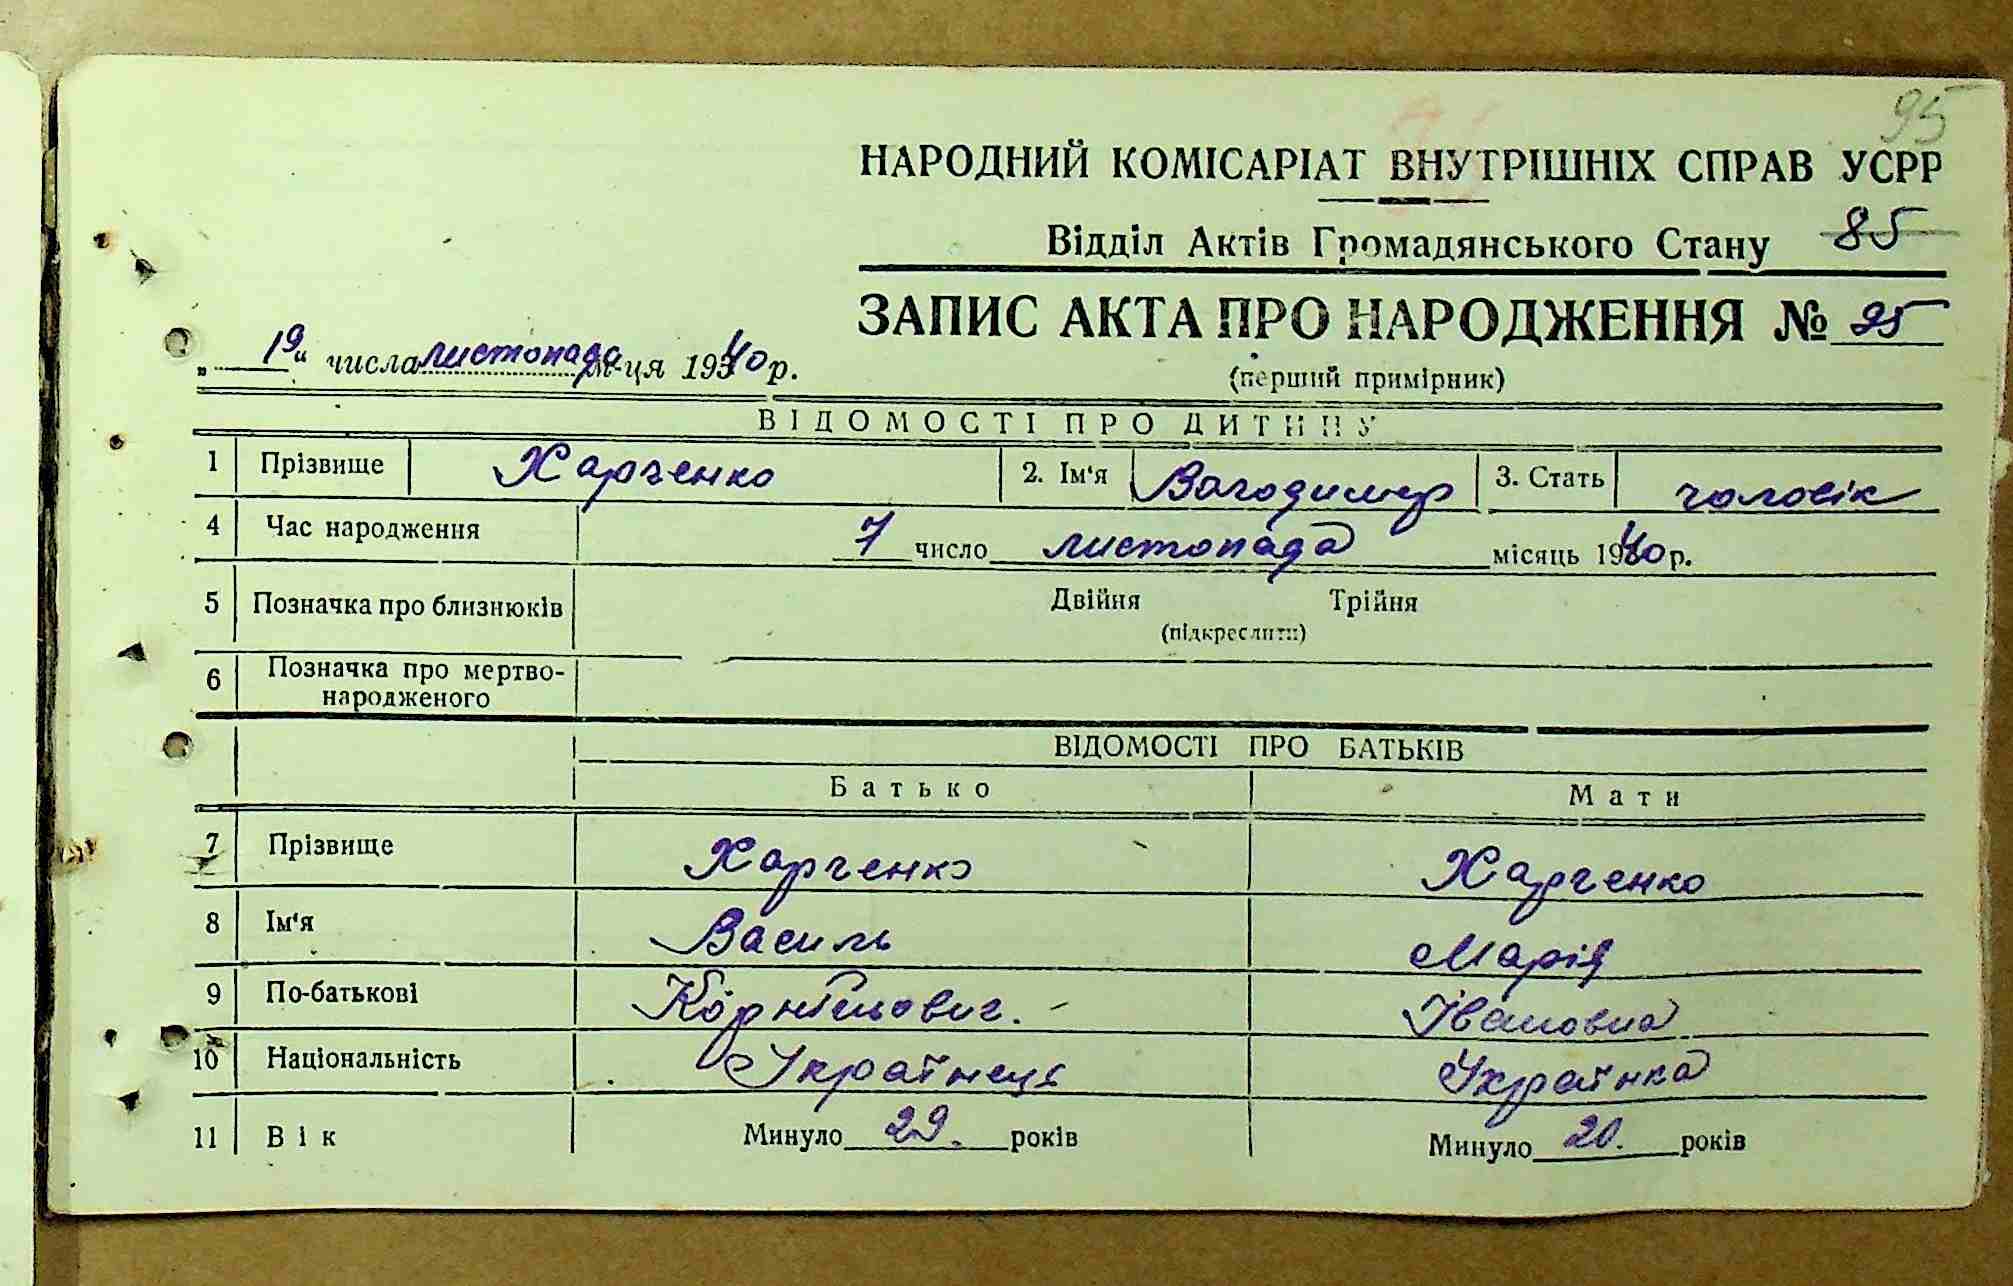 95
НАРОДНИЙ КОМІСАРІАТ ВНУТРІШНІХ СПРАВ УСРР
Відділ Актів Громадянського Стану 85
ЗАПИС АКТА ПРО НАРОДЖЕННЯ № 95
„ 19 “ числа листопада м-ця 1940 р.
(перший примірник)
ВІДОМОСТІ ПРО ДИТИНУ
1 Прізвище Харченко 2. Ім‘я Володимир 3. Стать чоловік
4 Час народження 7 число листопада місяць 1940 р.
5 Позначка про близнюків Двійня Трійня
(підкреслити)
6 Позначка про мертво-
народженого
ВІДОМОСТІ ПРО БАТЬКІВ
Батько Мати
7 Прізвище Харченко Харченко
8 Ім‘я Василь Марія
9 По-батькові Корнійович. Івановна
10 Національність Українець Українка
11 Вік Минуло 29. років Минуло 20. років